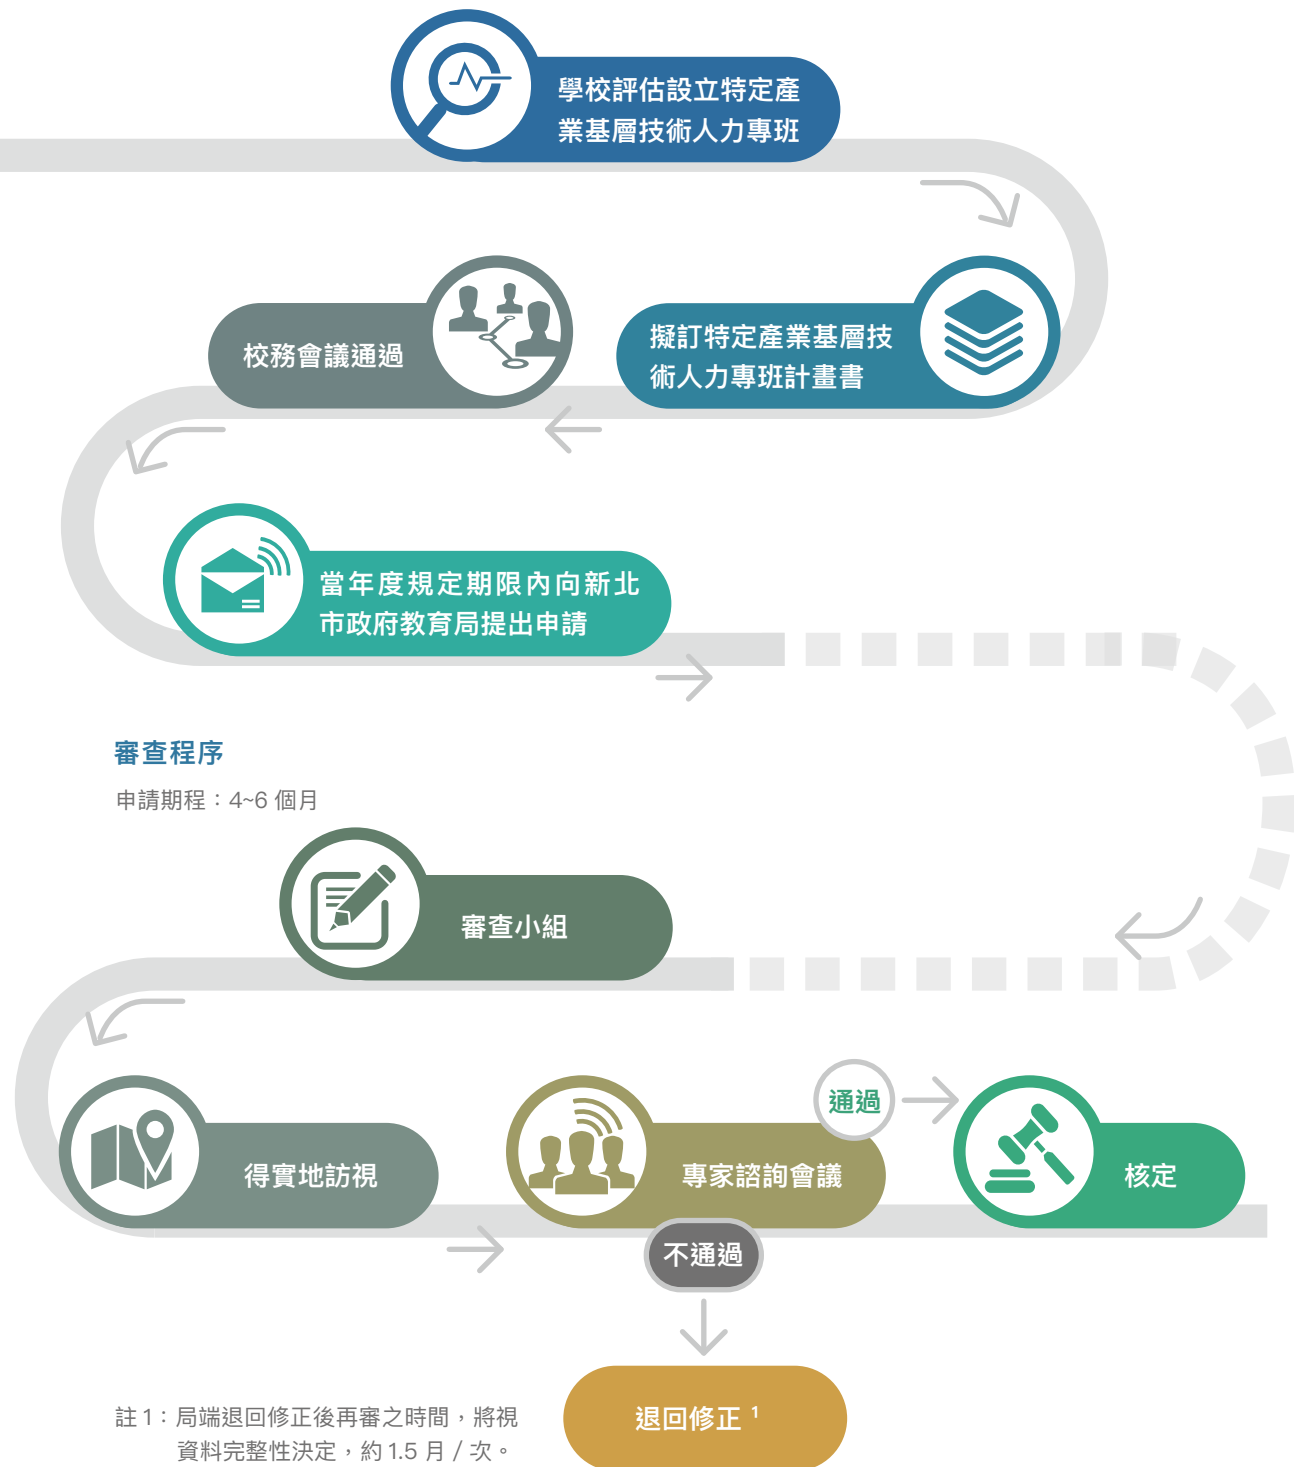 學校評估設立特定產
業基層技術人力專班
擬訂特定產業基層技
術人力專班計畫書
校務會議通過
當年度規定期限內向新北
市政府教育局提出申請
審查程序
申請期程：4~6 個月
審查小組
得實地訪視
專家諮詢會議
通過
核定
不通過
退回修正 1
註 1：局端退回修正後再審之時間，將視
資料完整性決定，約 1.5 月 / 次。